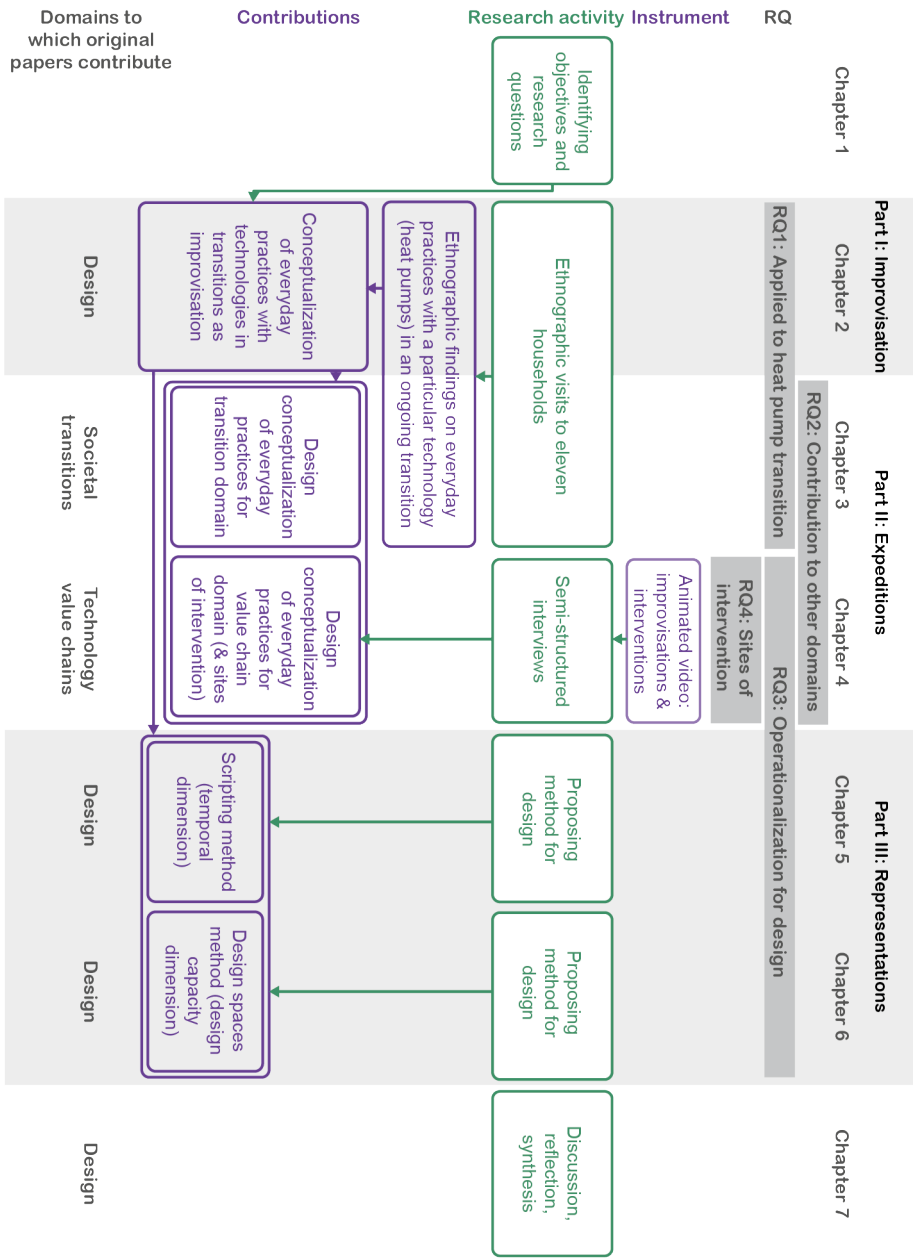 Domains to
which original
papers contribute
Contributions
Research activity
Instrument
RQ
Chapter 1
Identifying
objectives and
research
questions
Part I: Improvisation
Chapter 2
RQ1: Applied to heat pump transition
Ethnographic visits to eleven
households
Ethnographic findings on everyday
practices with a particular technology
(heat pumps) in an ongoing transition
Conceptualization
of everyday
practices with
technologies in
transitions as
improvisation
Design
Part II: Expeditions
Chapter 3
RQ2: Contribution to other domains
Design
conceptualization
of everyday
practices for
transition domain
Societal
transitions
Chapter 4
RQ3: Operationalization for design
RQ4: Sites of
intervention
Animated video:
improvisations &
interventions
Semi-structured
interviews
Design
conceptualization
of everyday
practices for
value chain
domain (& sites
of intervention)
Technology
value chains
Part III: Representations
Chapter 5
Proposing
method for
design
Scripting method
(temporal
dimension)
Design
Chapter 6
Proposing
method for
design
Design spaces
method (design
capacity
dimension)
Design
Chapter 7
Discussion,
reflection,
synthesis
Design